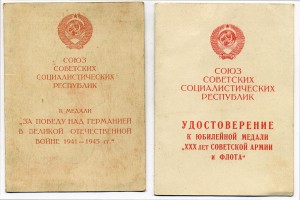 СОЮЗ
СОВЕТСКИХ
СОЦИАЛИСТИЧЕСКИХ
РЕСПУБЛИК
К МЕДАЛИ
„ЗА ПОБЕДУ НАД ГЕРМАНИЕЙ
В ВЕЛИКОЙ ОТЕЧЕСТВЕННОЙ
ВОЙНЕ 1941—1945 гг."
СОЮЗ
СОВЕТСКИХ
СОЦИАЛИСТИЧЕСКИХ
РЕСПУБЛИК
УДОСТОВЕРЕНИЕ
К ЮБИЛЕЙНОЙ МЕДАЛИ
„XXX ЛЕТ СОВЕТСКОЙ АРМИИ
И ФЛОТА"